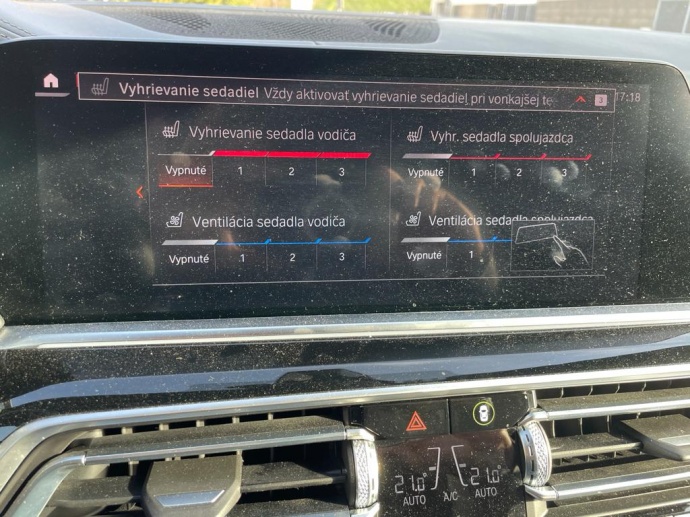 Vyhrievanie sedadiel Vždy aktivovať vyhrievanie sedadiel pri vonkajšej te
3
17:18
Vyhrievanie sedadla vodiča
Vypnuté 1 2 3
Vyhr. sedadla spolujazdca
Vypnuté 1 2 3
Ventilácia sedadla vodiča
Vypnuté 1 2 3
Ventilácia sedadla spolujazdca
Vypnuté 1
21.0° 21.0°
AUTO A/C AUTO